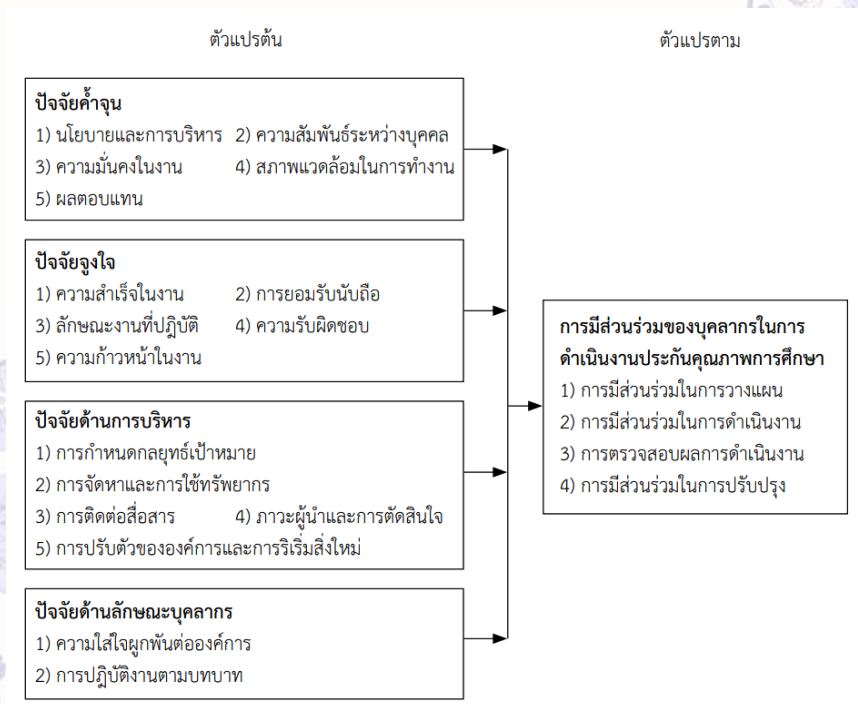 ตัวแปรต้น
ตัวแปรตาม
ปัจจัยค้ำจุน
1) นโยบายและการบริหาร 2) ความสัมพันธ์ระหว่างบุคคล
3) ความมั่นคงในงาน 4) สภาพแวดล้อมในการทำงาน
5) ผลตอบแทน
ปัจจัยจูงใจ
1) ความสำเร็จในงาน 2) การยอมรับนับถือ
3) ลักษณะงานที่ปฏิบัติ 4) ความรับผิดชอบ
5) ความก้าวหน้าในงาน
ปัจจัยด้านการบริหาร
1) การกำหนดกลยุทธ์เป้าหมาย
2) การจัดหาและการใช้ทรัพยากร
3) การติดต่อสื่อสาร 4) ภาวะผู้นำและการตัดสินใจ
5) การปรับตัวขององค์การและการริเริ่มสิ่งใหม่
ปัจจัยด้านลักษณะบุคลากร
1) ความใส่ใจผูกพันต่อองค์การ
2) การปฏิบัติงานตามบทบาท
การมีส่วนร่วมของบุคลากรในการ
ดำเนินงานประกันคุณภาพการศึกษา
1) การมีส่วนร่วมในการวางแผน
2) การมีส่วนร่วมในการดำเนินงาน
3) การตรวจสอบผลการดำเนินงาน
4) การมีส่วนร่วมในการปรับปรุง